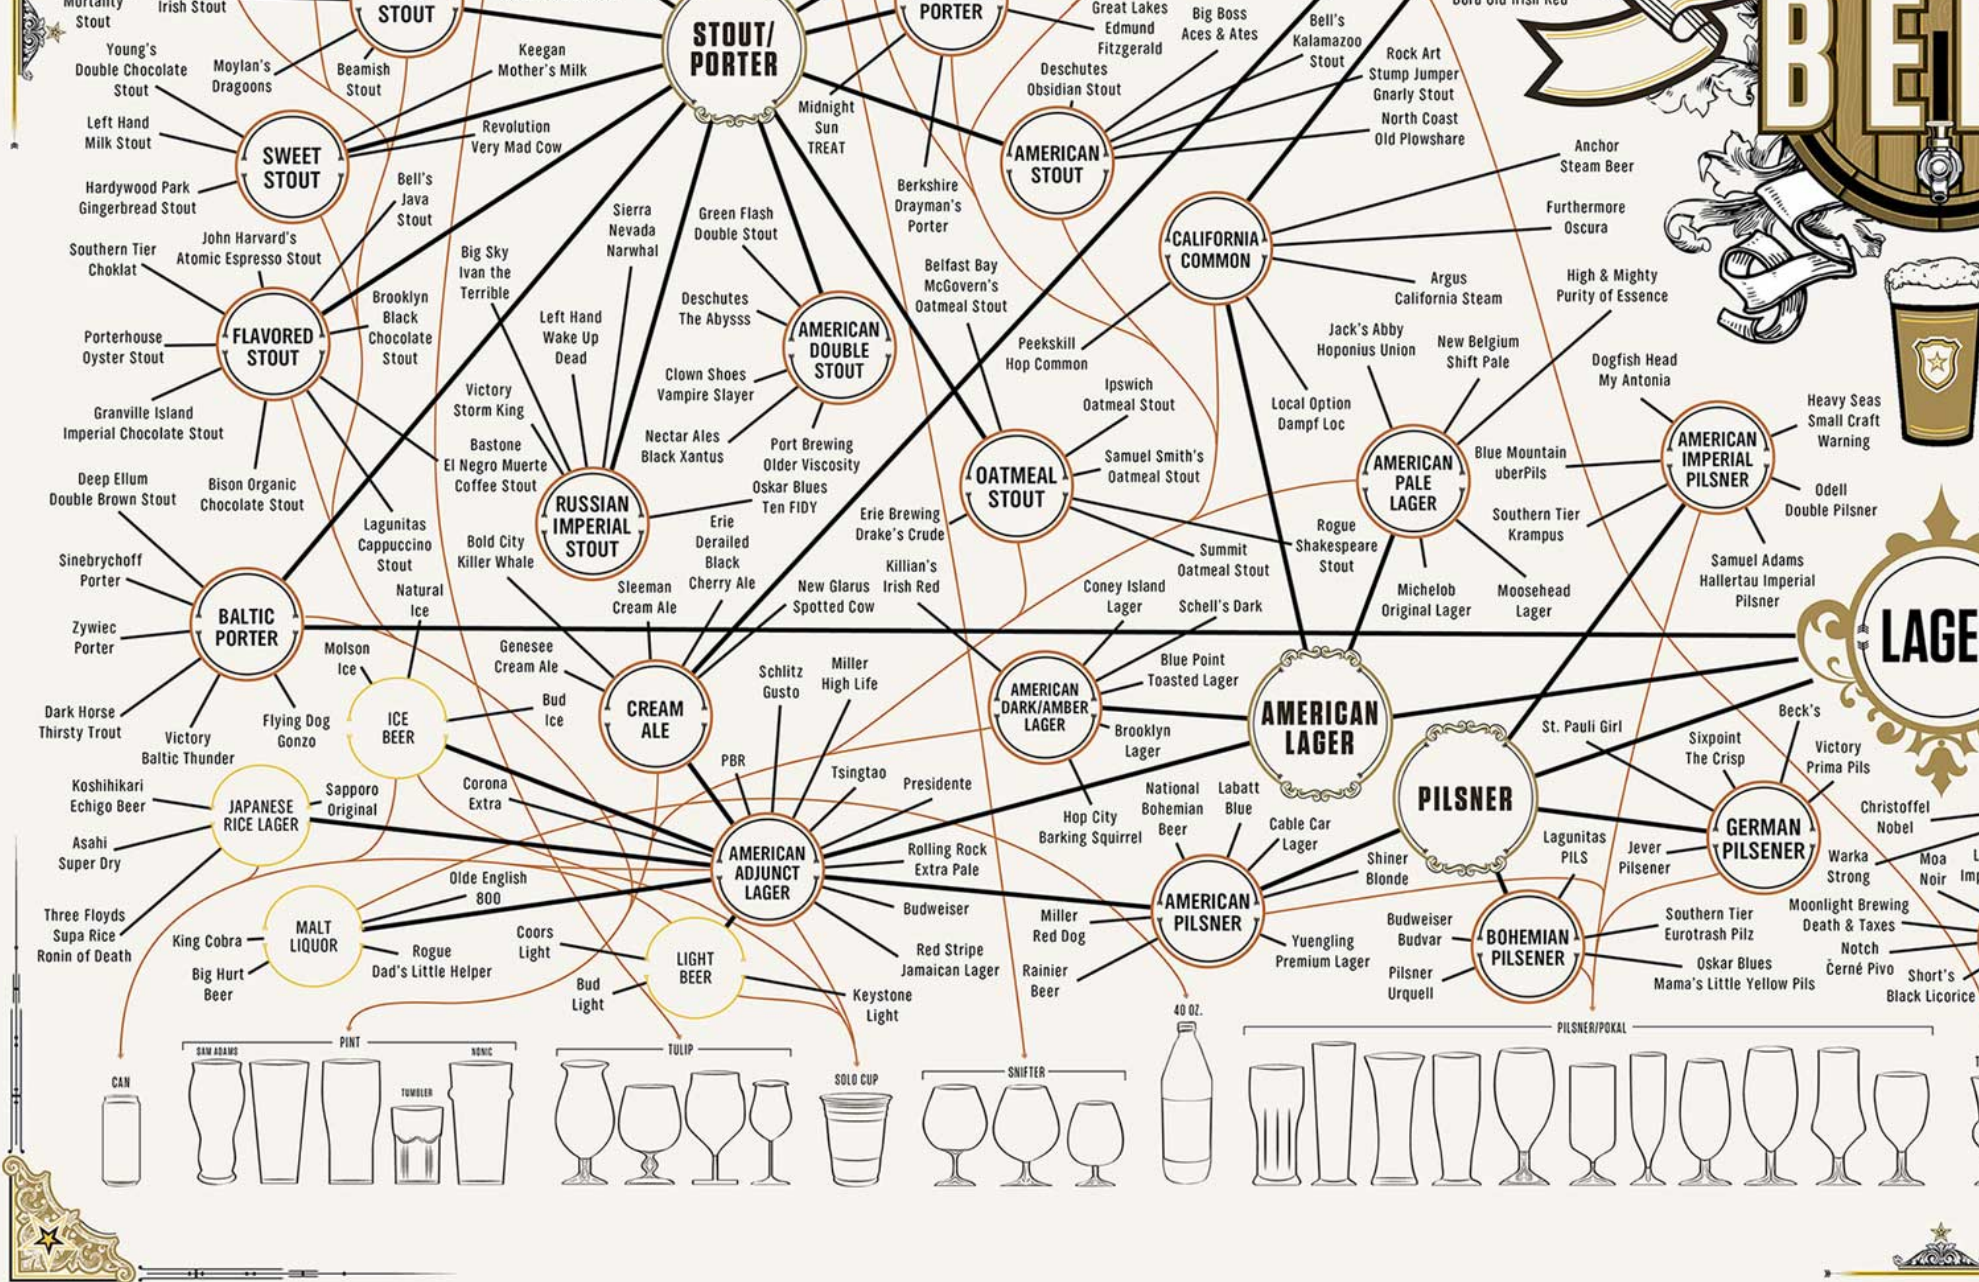 Mortality
Stout
Irish Stout
STOUT
Young's
Double Chocolate
Stout
Moylan's
Dragoons
Beamish
Stout
Keegan
Mother's Milk
STOUT/
PORTER
PORTER
Great Lakes
Edmund
Fitzgerald
Big Boss
Aces & Ates
Bell's
Kalamazoo
Stout
Rock Art
Stump Jumper
Gnarly Stout
North Coast
Old Plowshare
Deschutes
Obsidian Stout
Midnight
Sun
TREAT
Left Hand
Milk Stout
SWEET
STOUT
Revolution
Very Mad Cow
Hardywood Park
Gingerbread Stout
Bell's
Java
Stout
AMERICAN
STOUT
Berkshire
Drayman's
Porter
Anchor
Steam Beer
Furthermore
Oscura
CALIFORNIA
COMMON
Argus
California Steam
High & Mighty
Purity of Essence
Southern Tier
Choklat
John Harvard's
Atomic Espresso Stout
Big Sky
Ivan the
Terrible
Sierra
Nevada
Narwhal
Green Flash
Double Stout
Belfast Bay
McGovern's
Oatmeal Stout
Porterhouse
Oyster Stout
FLAVORED
STOUT
Brooklyn
Black
Chocolate
Stout
Left Hand
Wake Up
Dead
Deschutes
The Abysss
AMERICAN
DOUBLE
STOUT
Peekskill
Hop Common
Jack's Abby
Hoponius Union
New Belgium
Shift Pale
Dogfish Head
My Antonia
Granville Island
Imperial Chocolate Stout
Victory
Storm King
Clown Shoes
Vampire Slayer
Ipswich
Oatmeal Stout
Local Option
Dampf Loc
Heavy Seas
Small Craft
Warning
Bastone
El Negro Muerte
Coffee Stout
Nectar Ales
Black Xantus
Port Brewing
Older Viscosity
Oskar Blues
Ten FIDY
OATMEAL
STOUT
Samuel Smith's
Oatmeal Stout
AMERICAN
PALE
LAGER
Blue Mountain
uberPils
AMERICAN
IMPERIAL
PILSNER
Odell
Double Pilsner
Deep Ellum
Double Brown Stout
Bison Organic
Chocolate Stout
RUSSIAN
IMPERIAL
STOUT
Erie Brewing
Drake's Crude
Rogue
Shakespeare
Stout
Southern Tier
Krampus
Lagunitas
Cappuccino
Stout
Bold City
Killer Whale
Erie
Derailed
Black
Cherry Ale
Summit
Oatmeal Stout
Samuel Adams
Hallertau Imperial
Pilsner
Sinebrychoff
Porter
Natural
Ice
Sleeman
Cream Ale
New Glarus
Spotted Cow
Killian's
Irish Red
Coney Island
Lager
Schell's Dark
Michelob
Original Lager
Moosehead
Lager
BALTIC
PORTER
Zywiec
Porter
Molson
Ice
Genesee
Cream Ale
Schlitz
Gusto
Miller
High Life
Blue Point
Toasted Lager
Dark Horse
Thirsty Trout
Victory
Baltic Thunder
Flying Dog
Gonzo
ICE
BEER
Bud
Ice
CREAM
ALE
AMERICAN
DARK/AMBER
LAGER
Brooklyn
Lager
AMERICAN
LAGER
St. Pauli Girl
Beck's
Sixpoint
The Crisp
Victory
Prima Pils
Koshihikari
Echigo Beer
JAPANESE
RICE LAGER
Sapporo
Original
Corona
Extra
PBR
Tsingtao
Presidente
Hop City
Barking Squirrel
National
Bohemian
Beer
Labatt
Blue
Cable Car
Lager
PILSNER
Lagunitas
PILS
Jever
Pilsener
GERMAN
PILSENER
Christoffel
Nobel
Warka
Strong
Moa
Noir
Asahi
Super Dry
AMERICAN
ADJUNCT
LAGER
Rolling Rock
Extra Pale
Shiner
Blonde
Three Floyds
Supa Rice
Ronin of Death
King Cobra
MALT
LIQUOR
Olde English
800
Rogue
Dad's Little Helper
Big Hurt
Beer
Coors
Light
LIGHT
BEER
Bud
Light
Keystone
Light
Budweiser
Red Stripe
Jamaican Lager
Miller
Red Dog
Rainier
Beer
AMERICAN
PILSNER
Yuengling
Premium Lager
Budweiser
Budvar
Pilsner
Urquell
BOHEMIAN
PILSENER
Southern Tier
Eurotrash Pilz
Oskar Blues
Mama's Little Yellow Pils
Moonlight Brewing
Death & Taxes
Notch
Černé Pivo
Short's
Black Licorice
CAN
PINT
SAM ADAMS
TUMBLER
NONIC
TULIP
SOLO CUP
SNIFTER
40 OZ.
PILSNER/POKAL